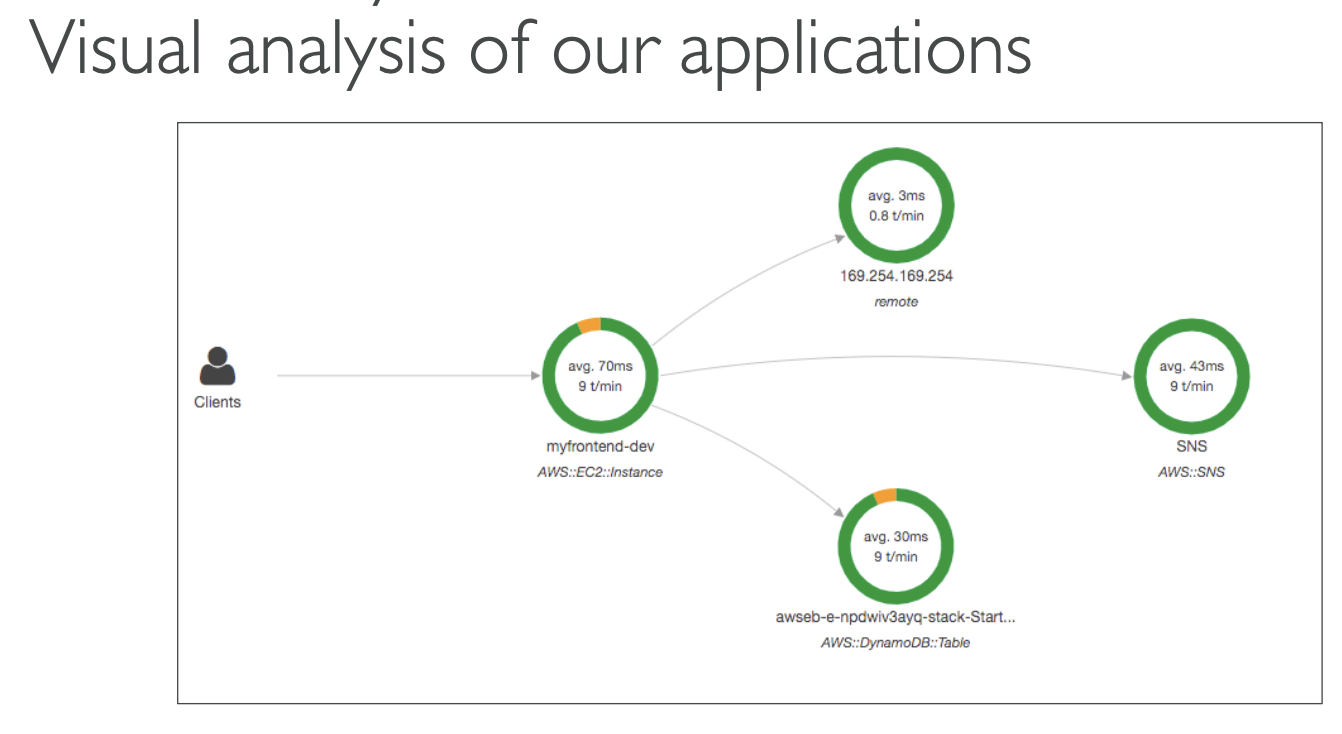 Visual analysis of our applications
avg. 3ms
0.8 t/min
169.254.169.254
remote
Clients
avg. 70ms
9 t/min
myfrontend-dev
AWS::EC2::Instance
avg. 43ms
9 t/min
SNS
AWS::SNS
avg. 30ms
9 t/min
awseb-e-npdwiv3ayq-stack-Start...
AWS::DynamoDB::Table